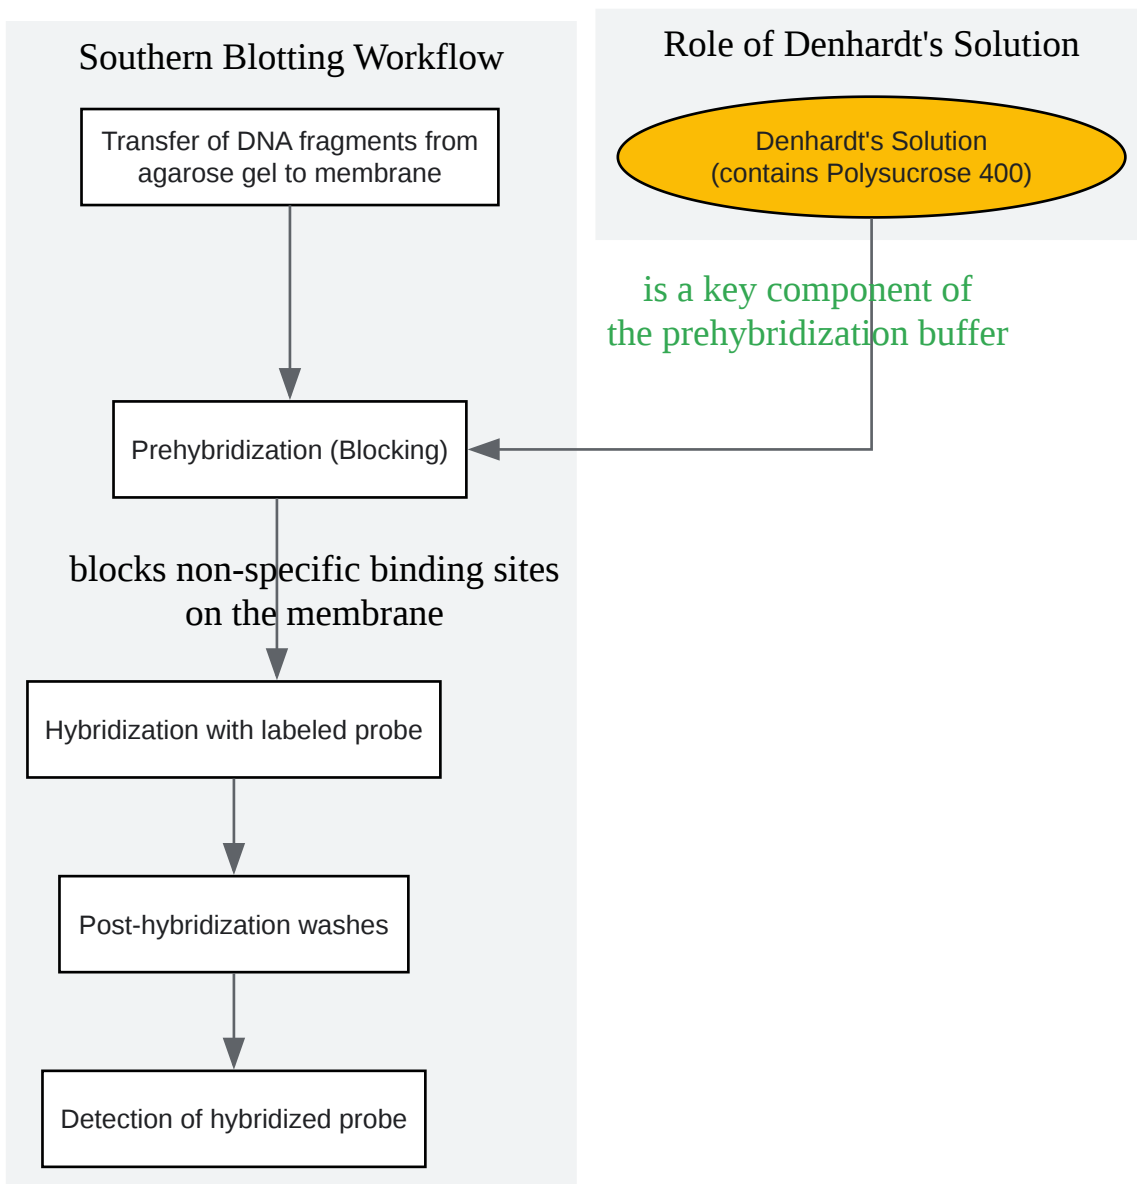 Southern Blotting Workflow
Transfer of DNA fragments from
agarose gel to membrane
Prehybridization (Blocking)
blocks non-specific binding sites
on the membrane
Hybridization with labeled probe
Post-hybridization washes
Detection of hybridized probe
Role of Denhardt's Solution
Denhardt's Solution
(contains Polysucrose 400)
is a key component of
the prehybridization buffer